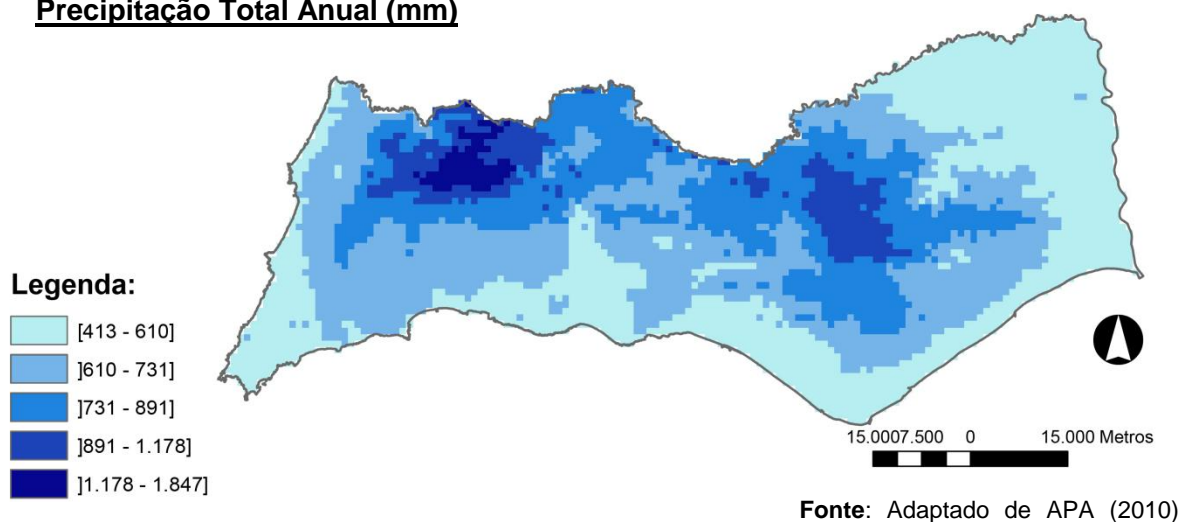 Precipitação Total Anual (mm)
Legenda:
[413 - 610]
]610 - 731]
]731 - 891]
]891 - 1.178]
]1.178 - 1.847]
15.0007.500 0 15.000 Metros
Fonte: Adaptado de APA (2010)